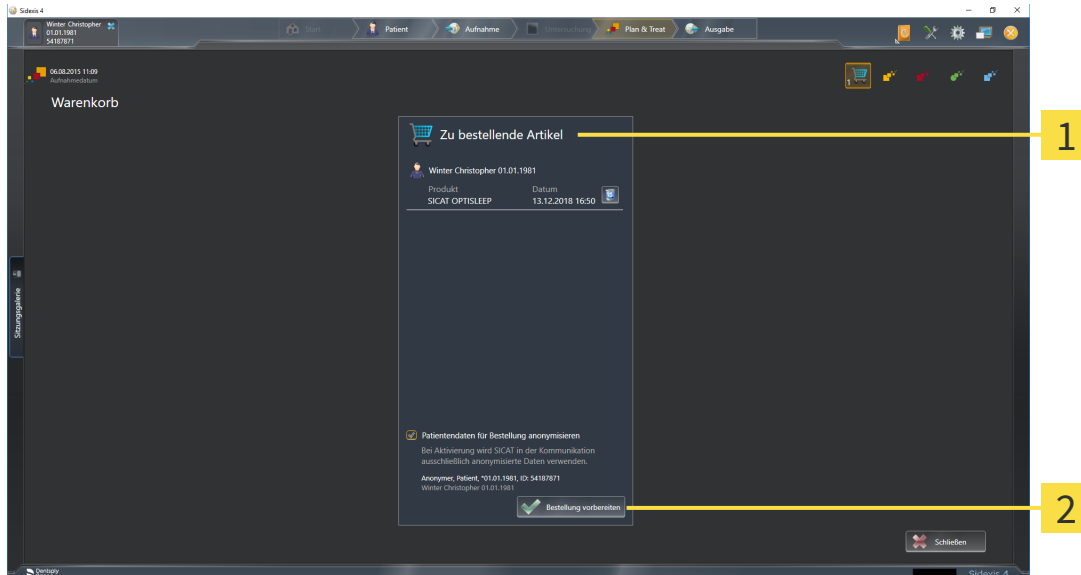 Sidexis 4
Winter Christopher
01.01.1981
54187871
Start
Patient
Aufnahme
Untersuchung
Plan & Treat
Ausgabe
06.08.2015 11:09
Aufnahmedatum
1
Warenkorb
Zu bestellende Artikel
1
Winter Christopher 01.01.1981
Produkt
Datum
SICAT OPTISLEEP
13.12.2018 16:50
Sitzungsgalerie
Patientendaten für Bestellung anonymisieren
Bei Aktivierung wird SICAT in der Kommunikation
ausschließlich anonymisierte Daten verwenden.
Anonymer, Patient, *01.01.1981, ID: 54187871
Winter Christopher 01.01.1981
Bestellung vorbereiten
2
Schließen
Dentsply
Sidexis 4